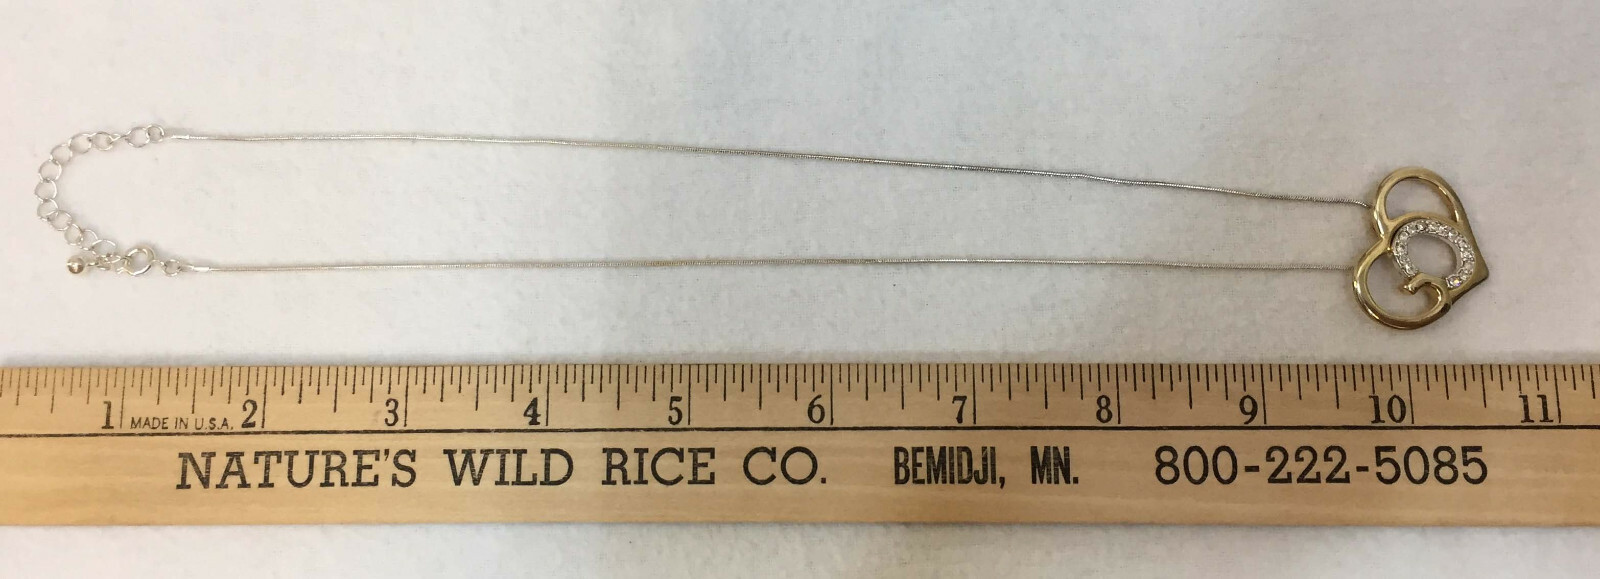 1 2 3 4 5 6 7 8 9 10 11
MADE IN U.S.A.
NATURE'S WILD RICE CO. BEMIDJI, MN. 800-222-5085